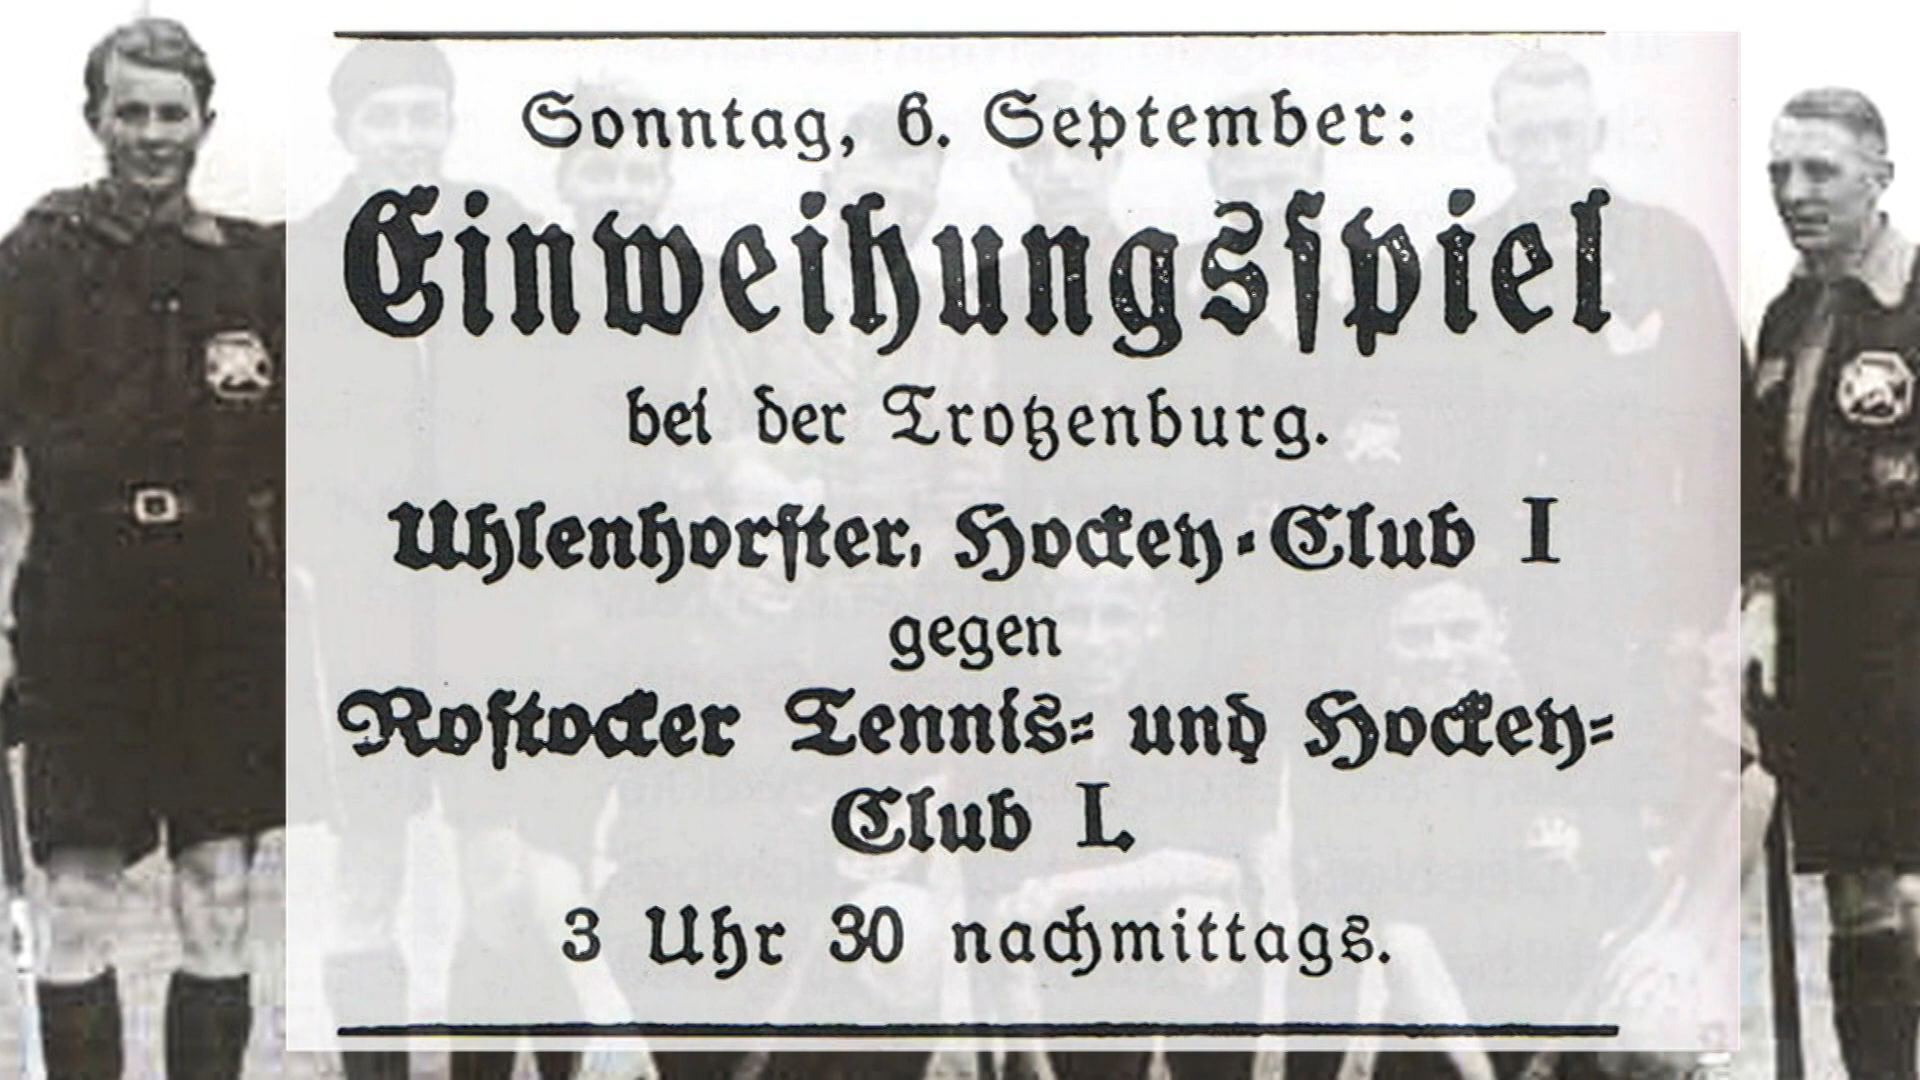 Sonntag, 6. September:
Einweihungsspiel
bei der Trotzenburg.
Uhlenhorster, Hockey-Club I
gegen
Rostocker Tennis- und Hockey-
Club I.
3 Uhr 30 nachmittags.